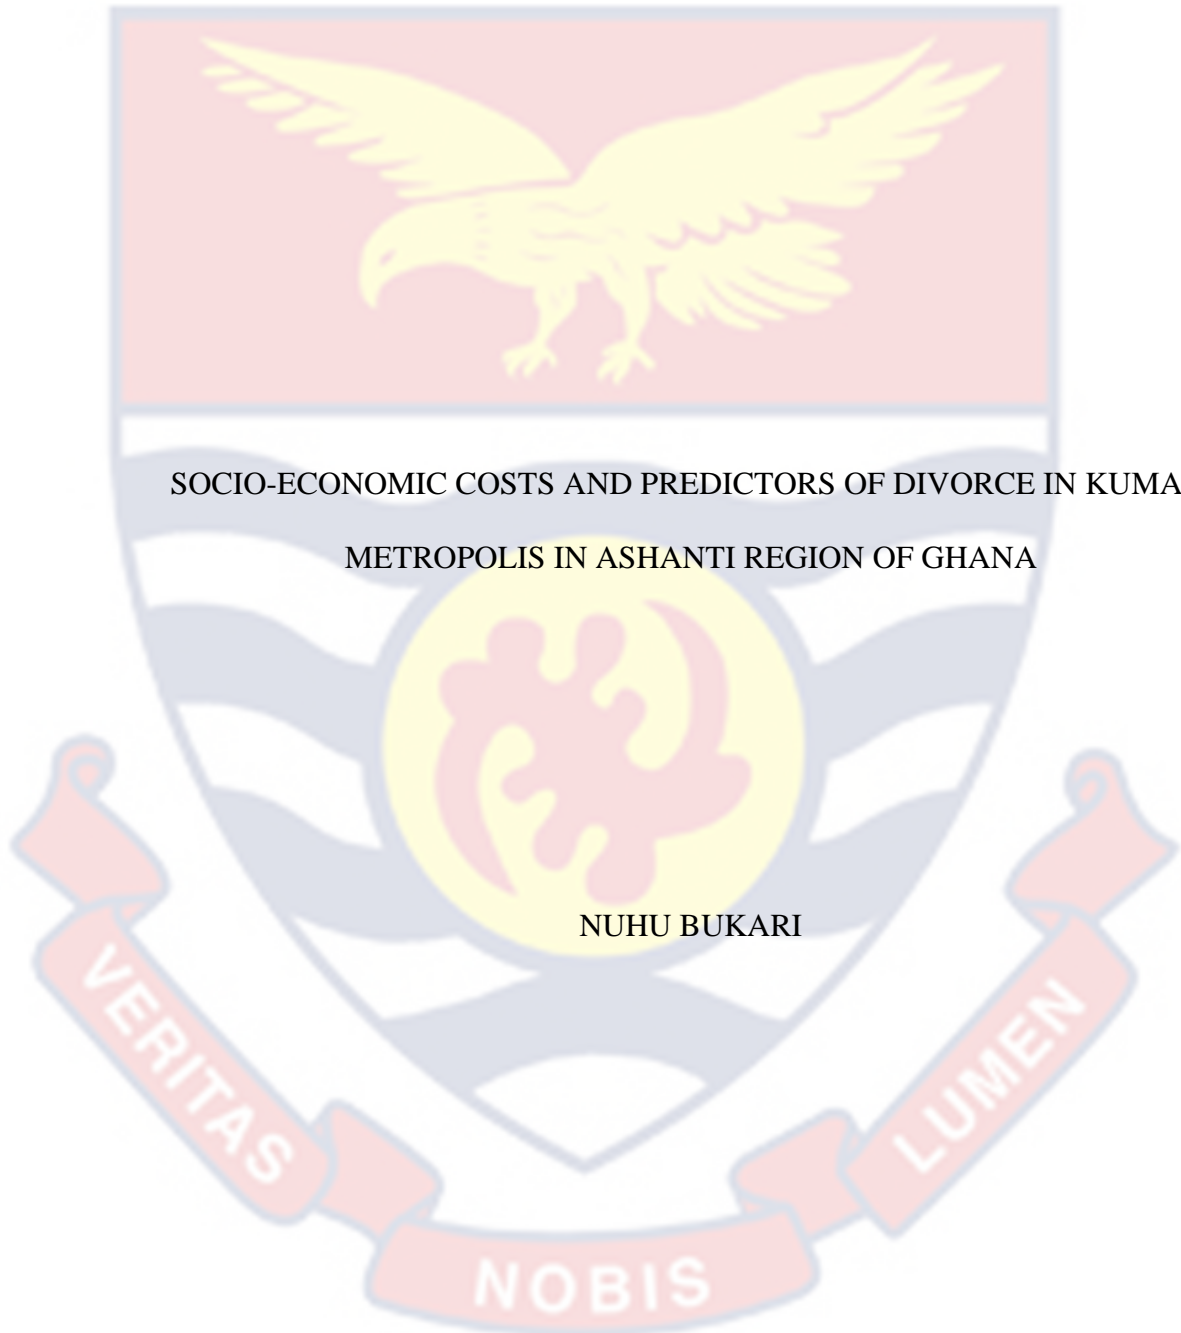 SOCIO-ECONOMIC COSTS AND PREDICTORS OF DIVORCE IN KUMA
METROPOLIS IN ASHANTI REGION OF GHANA
NUHU BUKARI
VERITAS
NOBIS
LUMEN